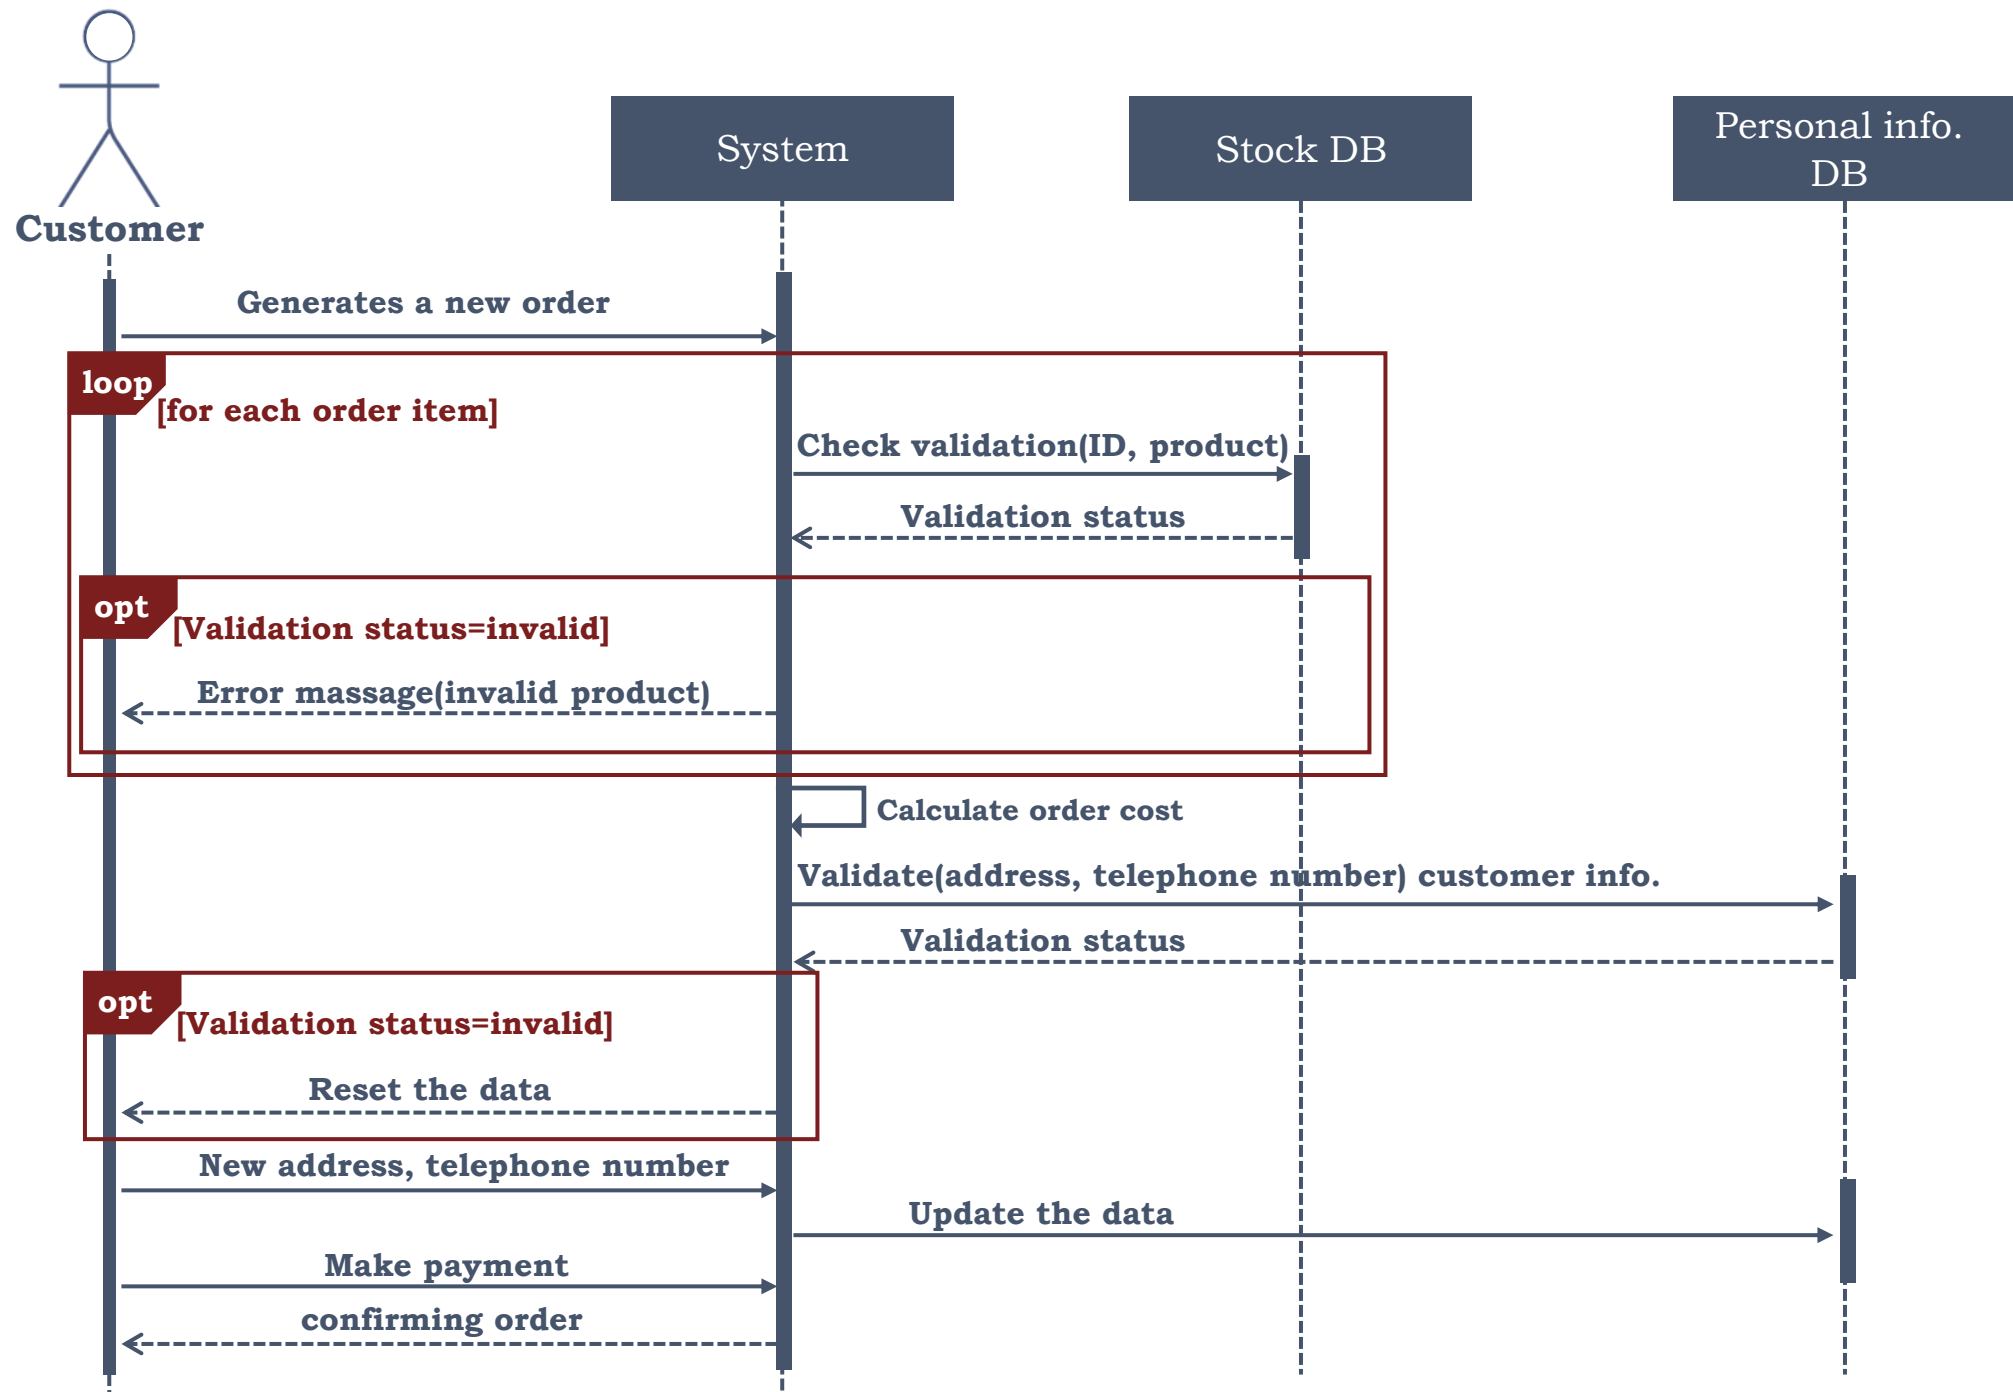 Customer
System
Stock DB
Personal info.
DB
Generates a new order
loop
[for each order item]
Check validation(ID, product)
Validation status
opt
[Validation status=invalid]
Error massage(invalid product)
Calculate order cost
Validate(address, telephone number) customer info.
Validation status
opt
[Validation status=invalid]
Reset the data
New address, telephone number
Update the data
Make payment
confirming order